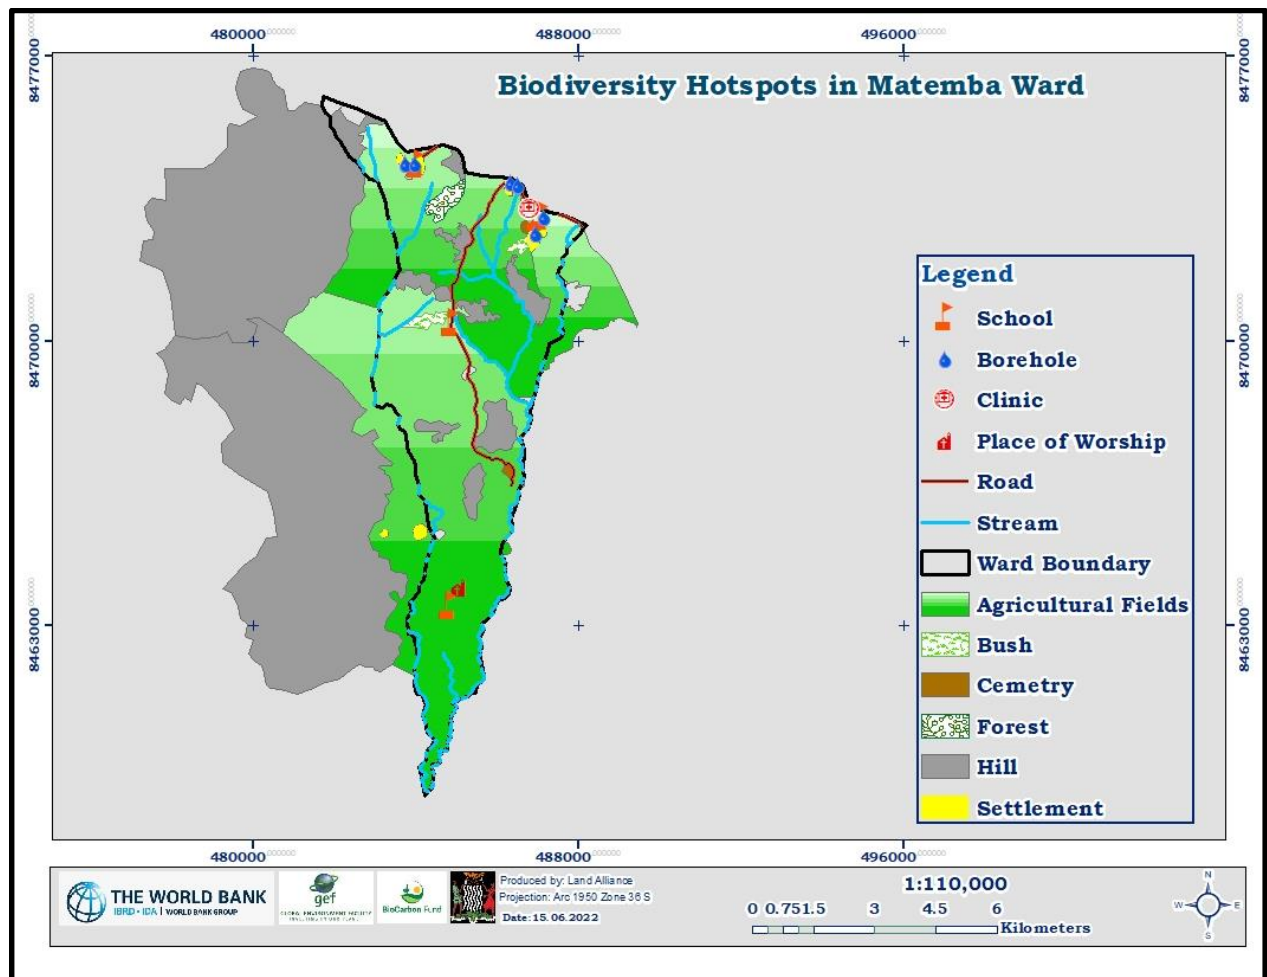 480000 488000 496000
8477000 8477000
Biodiversity Hotspots in Matemba Ward
Legend
School
Borehole
Clinic
Place of Worship
Road
Stream
Ward Boundary
Agricultural Fields
Bush
Cemetry
Forest
Hill
Settlement
8470000 8470000
8463000 8463000
480000 488000 496000
THE WORLD BANK
IBRD • IDA | WORLD BANK GROUP
gef
GLOBAL ENVIRONMENT FACILITY
BioCarbon Fund
Produced by: Land Alliance
Projection: Arc 1950 Zone 36 S
Date: 15.06.2022
1:110,000
0 0.751.5 3 4.5 6
Kilometers
N
W E
S